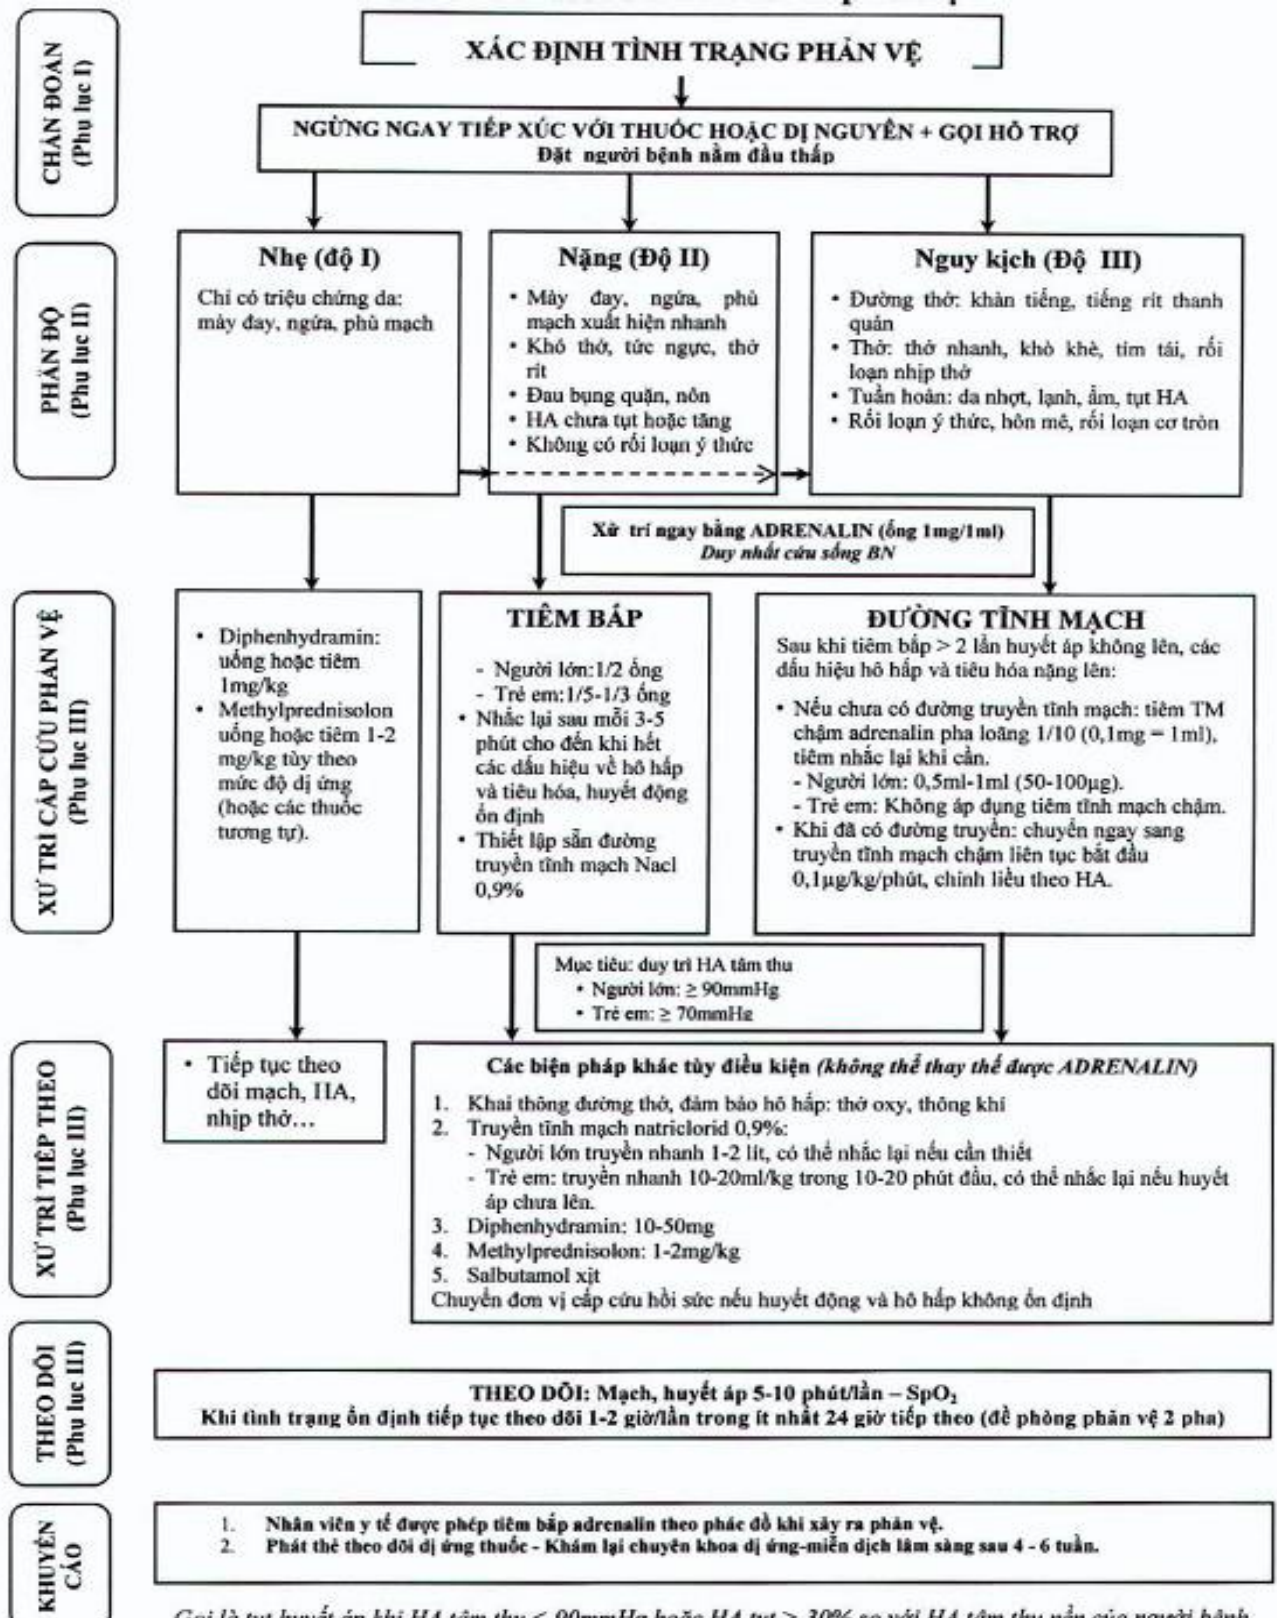 XÁC ĐỊNH TÌNH TRẠNG PHẢN VỆ
CHẨN ĐOÁN
(Phụ lục I)
NGỪNG NGAY TIẾP XÚC VỚI THUỐC HOẶC DỊ NGUYÊN + GỌI HỖ TRỢ
Đặt người bệnh nằm đầu thấp
PHÂN ĐỘ
(Phụ lục II)
Nhẹ (độ I)
Chỉ có triệu chứng da:
mày đay, ngứa, phù mạch
Nặng (Độ II)
• Mày đay, ngứa, phù
mạch xuất hiện nhanh
• Khó thở, tức ngực, thở
rít
• Đau bụng quặn, nôn
• HA chưa tụt hoặc tăng
• Không có rối loạn ý thức
Nguy kịch (Độ III)
• Đường thở: khàn tiếng, tiếng rít thanh
quản
• Thở: thở nhanh, khò khè, tím tái, rối
loạn nhịp thở
• Tuần hoàn: da nhợt, lạnh, ẩm, tụt HA
• Rối loạn ý thức, hôn mê, rối loạn cơ tròn
Xử trí ngay bằng ADRENALIN (ống 1mg/1ml)
Duy nhất cứu sống BN
XỬ TRÍ CẤP CỨU PHẢN VỆ
(Phụ lục III)
• Diphenhydramin:
uống hoặc tiêm
1mg/kg
• Methylprednisolon
uống hoặc tiêm 1-2
mg/kg tùy theo
mức độ dị ứng
(hoặc các thuốc
tương tự).
TIÊM BẮP
- Người lớn:1/2 ống
- Trẻ em:1/5-1/3 ống
• Nhắc lại sau mỗi 3-5
phút cho đến khi hết
các dấu hiệu về hô hấp
và tiêu hóa, huyết động
ổn định
• Thiết lập sẵn đường
truyền tĩnh mạch Nacl
0,9%
ĐƯỜNG TĨNH MẠCH
Sau khi tiêm bắp > 2 lần huyết áp không lên, các
dấu hiệu hô hấp và tiêu hóa nặng lên:
• Nếu chưa có đường truyền tĩnh mạch: tiêm TM
chậm adrenalin pha loãng 1/10 (0,1mg = 1ml),
tiêm nhắc lại khi cần.
- Người lớn: 0,5ml-1ml (50-100µg).
- Trẻ em: Không áp dụng tiêm tĩnh mạch chậm.
• Khi đã có đường truyền: chuyển ngay sang
truyền tĩnh mạch chậm liên tục bắt đầu
0,1µg/kg/phút, chỉnh liều theo HA.
Mục tiêu: duy trì HA tâm thu
• Người lớn: ≥ 90mmHg
• Trẻ em: ≥ 70mmHg
XỬ TRÍ TIẾP THEO
(Phụ lục III)
• Tiếp tục theo
dõi mạch, HA,
nhịp thở...
Các biện pháp khác tùy điều kiện (không thể thay thế được ADRENALIN)
1. Khai thông đường thở, đảm bảo hô hấp: thở oxy, thông khí
2. Truyền tĩnh mạch natriclorid 0,9%:
- Người lớn truyền nhanh 1-2 lít, có thể nhắc lại nếu cần thiết
- Trẻ em: truyền nhanh 10-20ml/kg trong 10-20 phút đầu, có thể nhắc lại nếu huyết
áp chưa lên.
3. Diphenhydramin: 10-50mg
4. Methylprednisolon: 1-2mg/kg
5. Salbutamol xịt
Chuyển đơn vị cấp cứu hồi sức nếu huyết động và hô hấp không ổn định
THEO DÕI
(Phụ lục III)
THEO DÕI: Mạch, huyết áp 5-10 phút/lần – SpO₂
Khi tình trạng ổn định tiếp tục theo dõi 1-2 giờ/lần trong ít nhất 24 giờ tiếp theo (đề phòng phản vệ 2 pha)
KHUYẾN
CÁO
1. Nhân viên y tế được phép tiêm bắp adrenalin theo phác đồ khi xảy ra phản vệ.
2. Phát thẻ theo dõi dị ứng thuốc - Khám lại chuyên khoa dị ứng-miễn dịch lâm sàng sau 4 - 6 tuần.
Gọi là tụt huyết áp khi HA tâm thu < 90mmHg hoặc HA tụt > 30% so với HA tâm thu nền của người bệnh